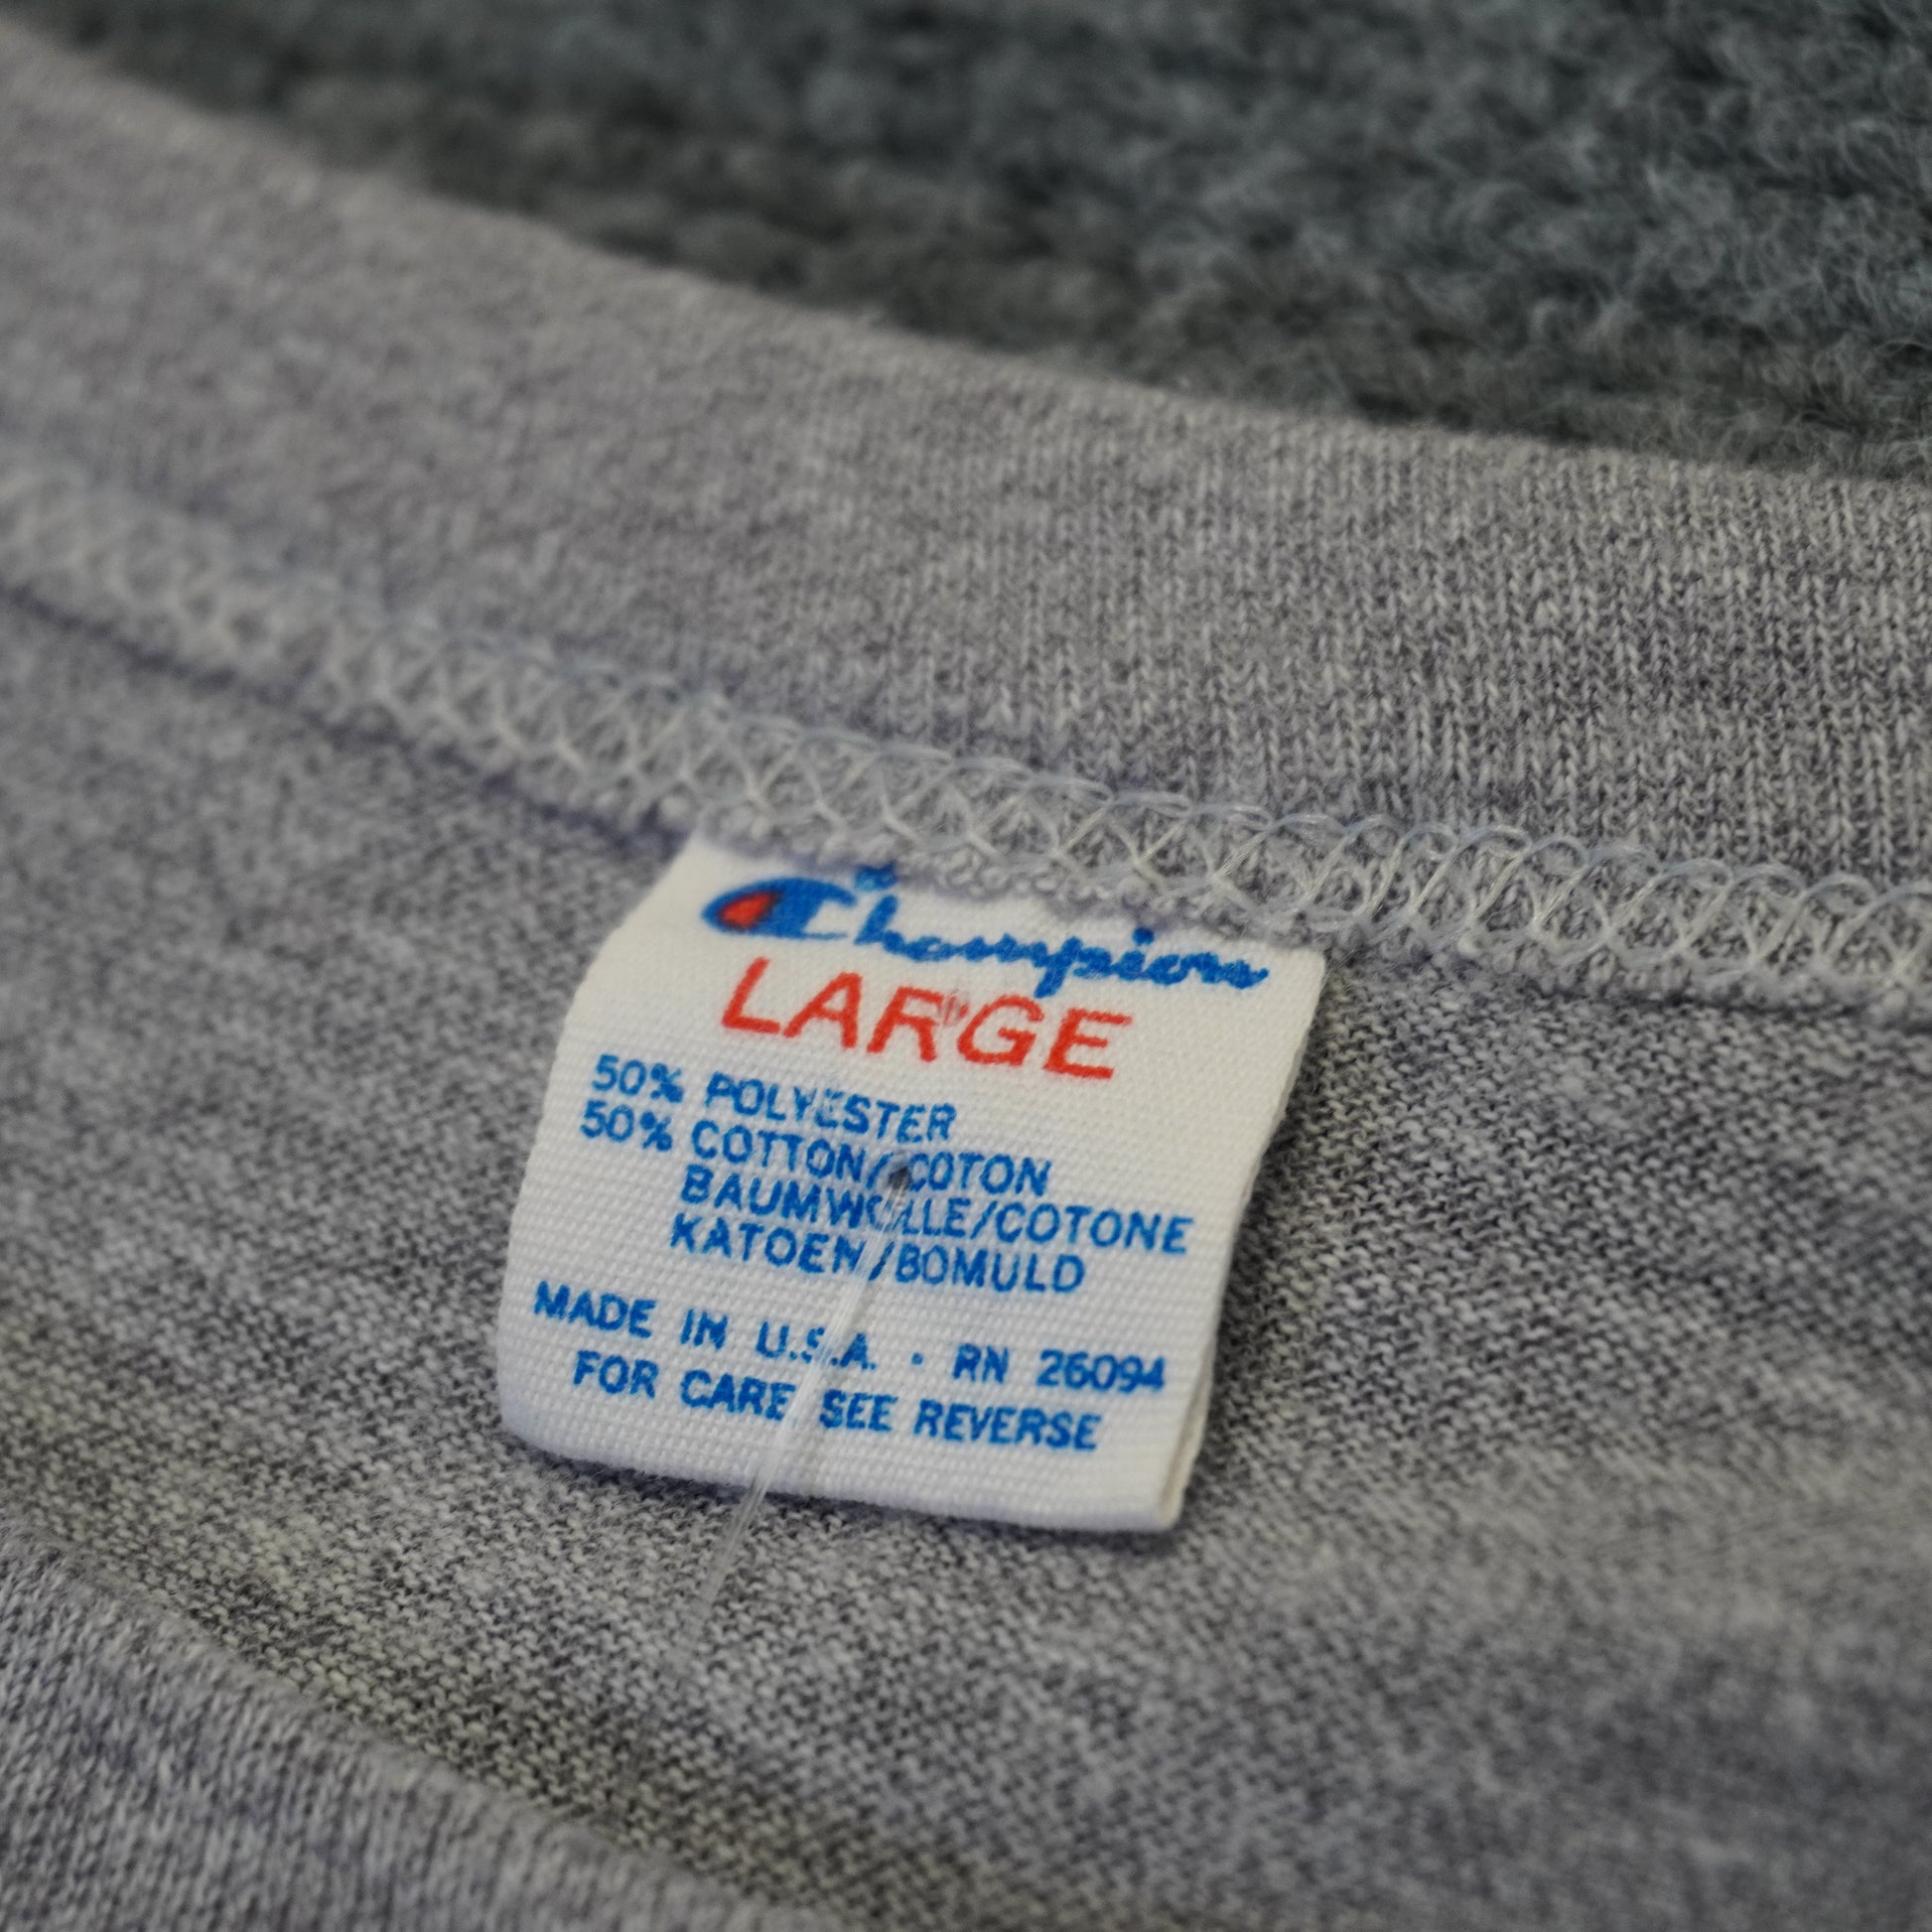 Champion
LARGE
50% POLYESTER
50% COTTON/COTON
BAUMWOLLE/COTONE
KATOEN/BOMULD
MADE IN U.S.A. · RN 26094
FOR CARE SEE REVERSE